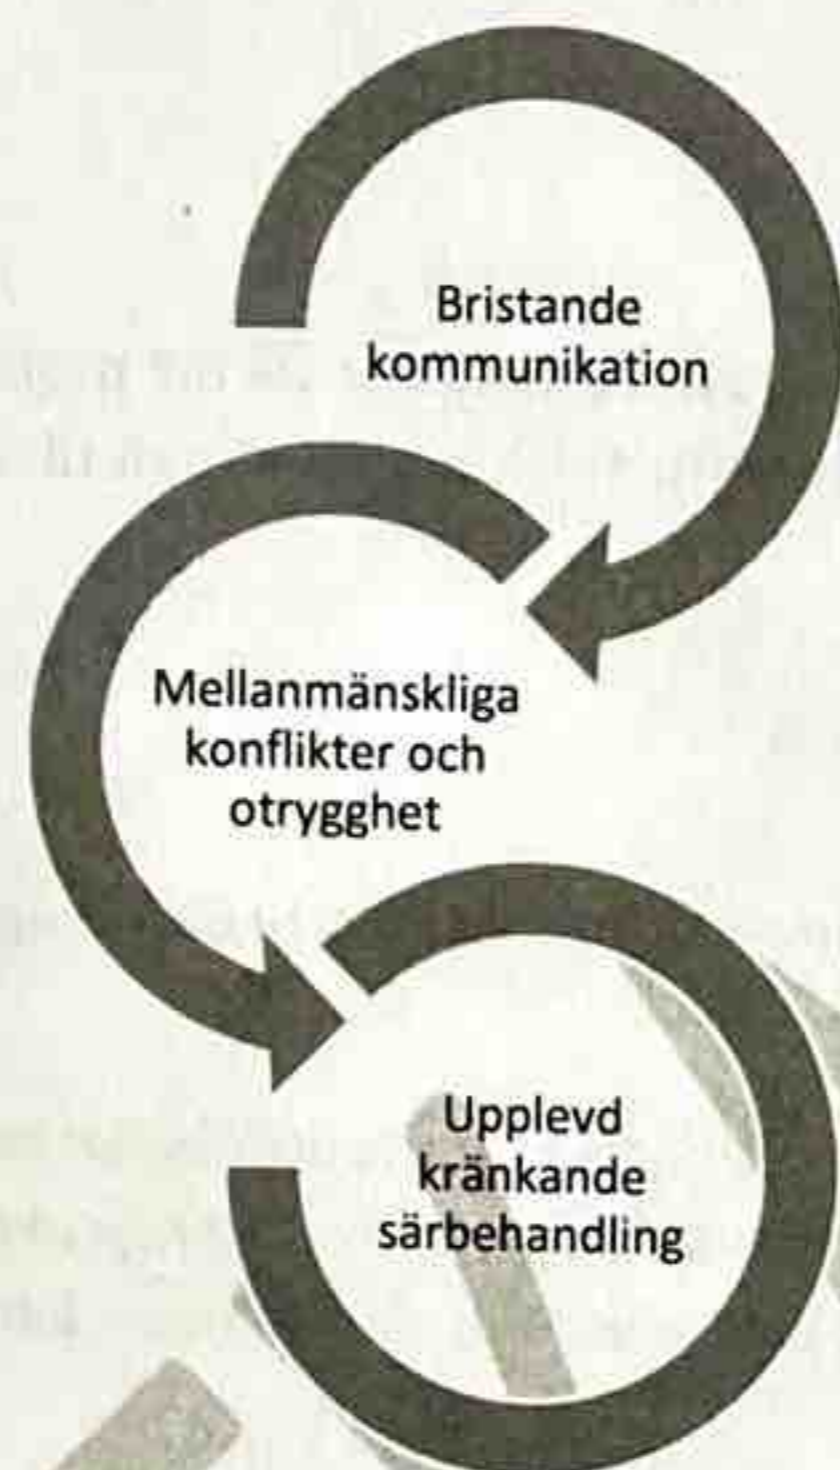 Bristande
kommunikation
Mellanmänskliga
konflikter och
otrygghet
Upplevd
kränkande
särbehandling